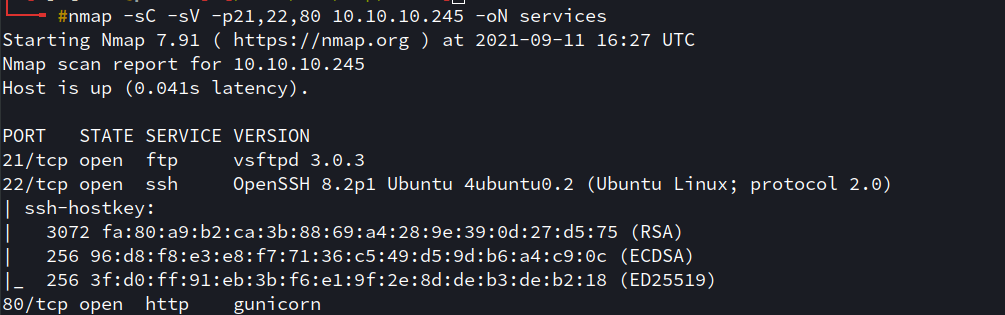 #nmap -sC -sV -p21,22,80 10.10.10.245 -oN services
Starting Nmap 7.91 ( https://nmap.org ) at 2021-09-11 16:27 UTC
Nmap scan report for 10.10.10.245
Host is up (0.041s latency).
PORT   STATE SERVICE VERSION
21/tcp open  ftp     vsftpd 3.0.3
22/tcp open  ssh     OpenSSH 8.2p1 Ubuntu 4ubuntu0.2 (Ubuntu Linux; protocol 2.0)
| ssh-hostkey:
|   3072 fa:80:a9:b2:ca:3b:88:69:a4:28:9e:39:0d:27:d5:75 (RSA)
|   256 96:d8:f8:e3:e8:f7:71:36:c5:49:d5:9d:b6:a4:c9:0c (ECDSA)
|_  256 3f:d0:ff:91:eb:3b:f6:e1:9f:2e:8d:de:b3:de:b2:18 (ED25519)
80/tcp open  http    gunicorn